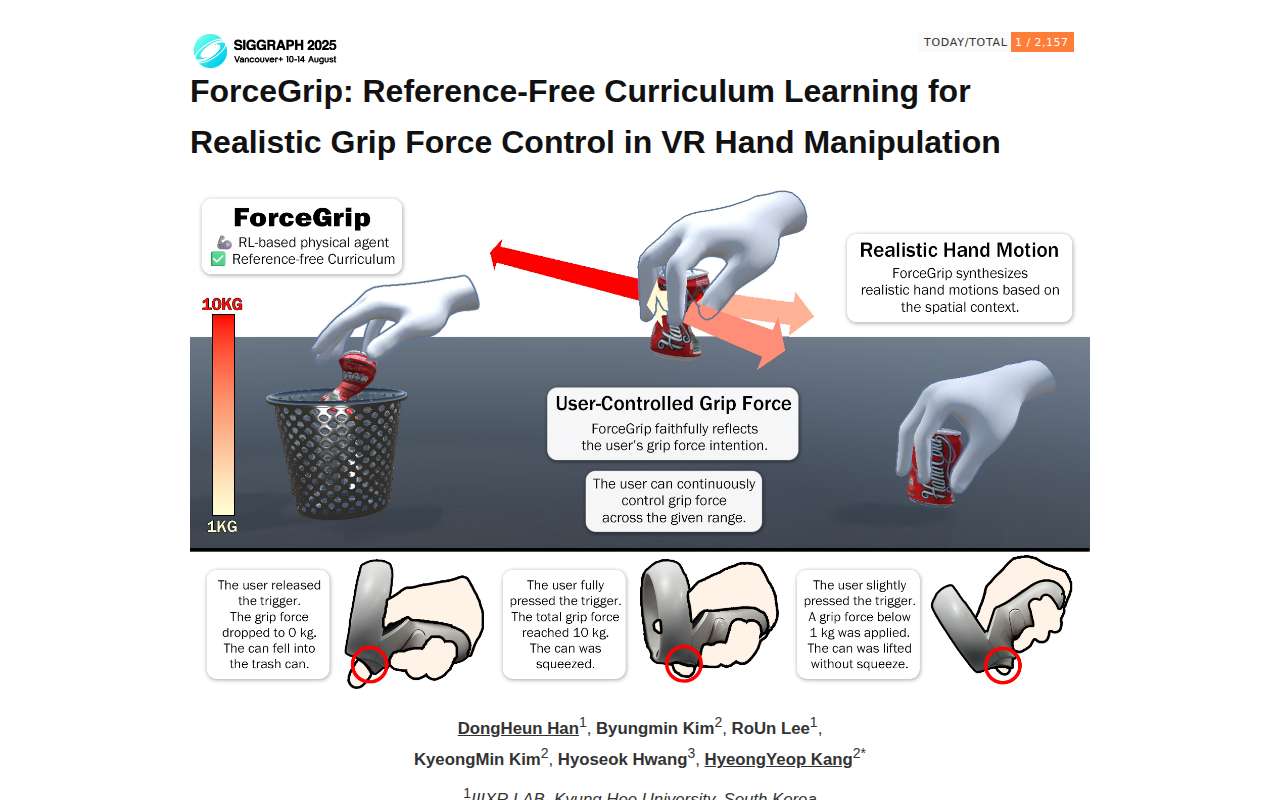 SIGGRAPH 2025
Vancouver+ 10-14 August
TODAY/TOTAL 1 / 2,157
ForceGrip: Reference-Free Curriculum Learning for
Realistic Grip Force Control in VR Hand Manipulation
ForceGrip
RL-based physical agent
Reference-free Curriculum
10KG
1KG
Realistic Hand Motion
ForceGrip synthesizes
realistic hand motions based on
the spatial context.
User-Controlled Grip Force
ForceGrip faithfully reflects
the user's grip force intention.
The user can continuously
control grip force
across the given range.
The user released
the trigger.
The grip force
dropped to 0 kg.
The can fell into
the trash can.
The user fully
pressed the trigger.
The total grip force
reached 10 kg.
The can was
squeezed.
The user slightly
pressed the trigger.
A grip force below
1 kg was applied.
The can was lifted
without squeeze.
DongHeun Han1, Byungmin Kim2, RoUn Lee1,
KyeongMin Kim2, Hyoseok Hwang3, HyeongYeop Kang2*
1IIIXR LAB, Kyung Hee University, South Korea